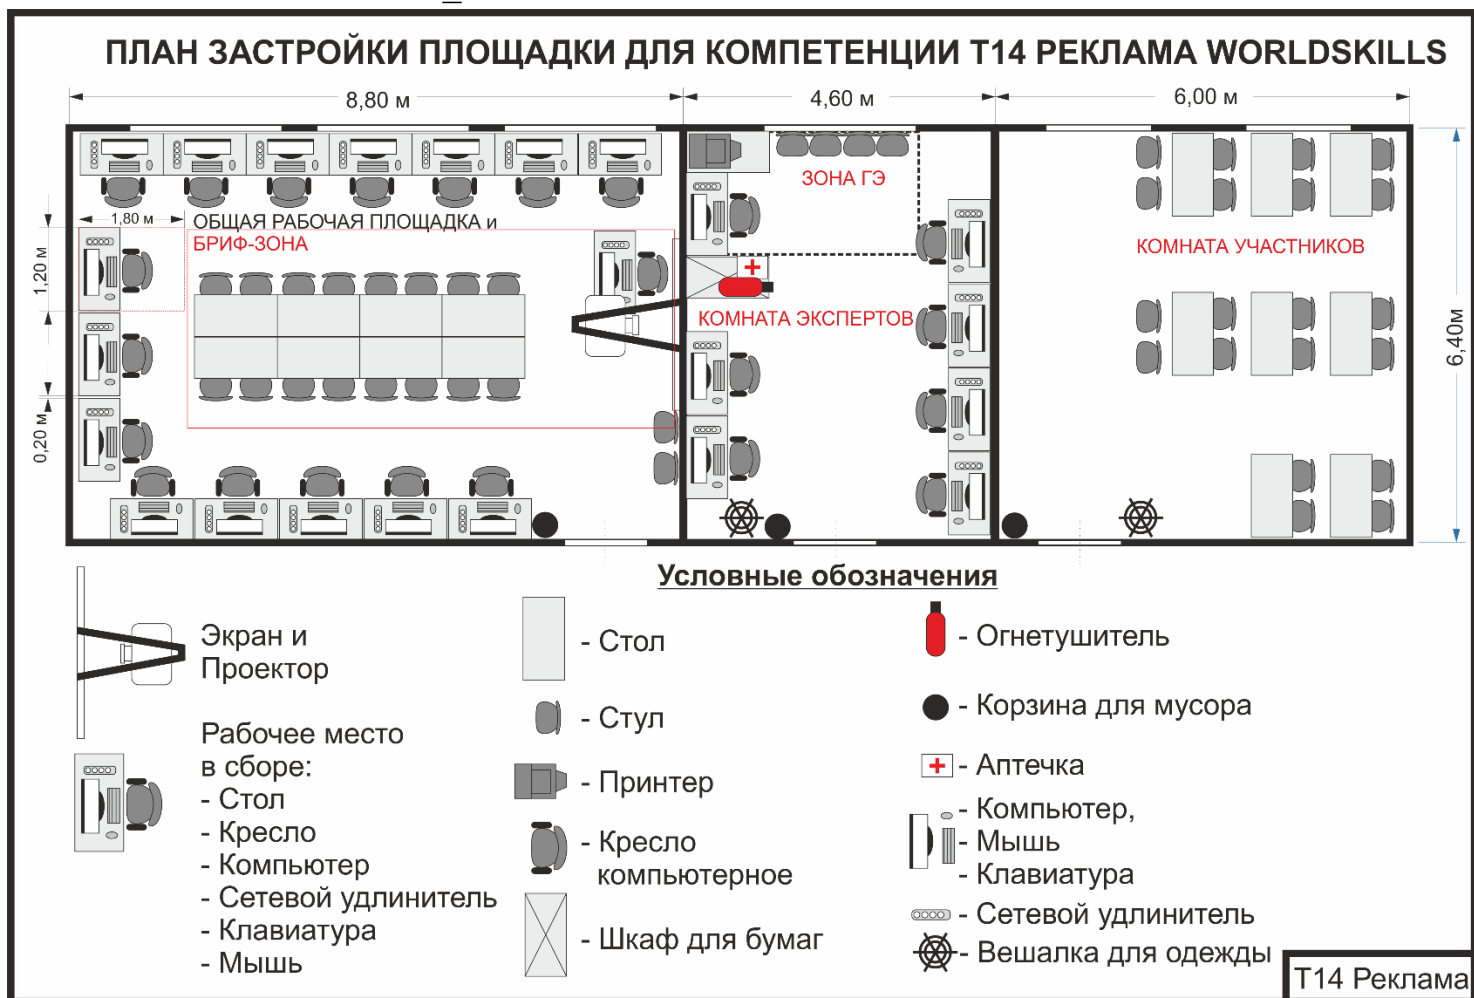 ПЛАН ЗАСТРОЙКИ ПЛОЩАДКИ ДЛЯ КОМПЕТЕНЦИИ Т14 РЕКЛАМА WORLDSKILLS
8,80 м
4,60 м
6,00 м
ЗОНА ГЭ
1,80 м
ОБЩАЯ РАБОЧАЯ ПЛОЩАДКА и
БРИФ-ЗОНА
КОМНАТА УЧАСТНИКОВ
1,20 м
КОМНАТА ЭКСПЕРТОВ
6,40м
0,20 м
Условные обозначения
Экран и
Проектор
Рабочее место
в сборе:
- Стол
- Кресло
- Компьютер
- Сетевой удлинитель
- Клавиатура
- Мышь
- Стол
- Стул
- Принтер
- Кресло
компьютерное
- Шкаф для бумаг
- Огнетушитель
- Корзина для мусора
- Аптечка
- Компьютер,
- Мышь
- Клавиатура
- Сетевой удлинитель
- Вешалка для одежды
Т14 Реклама